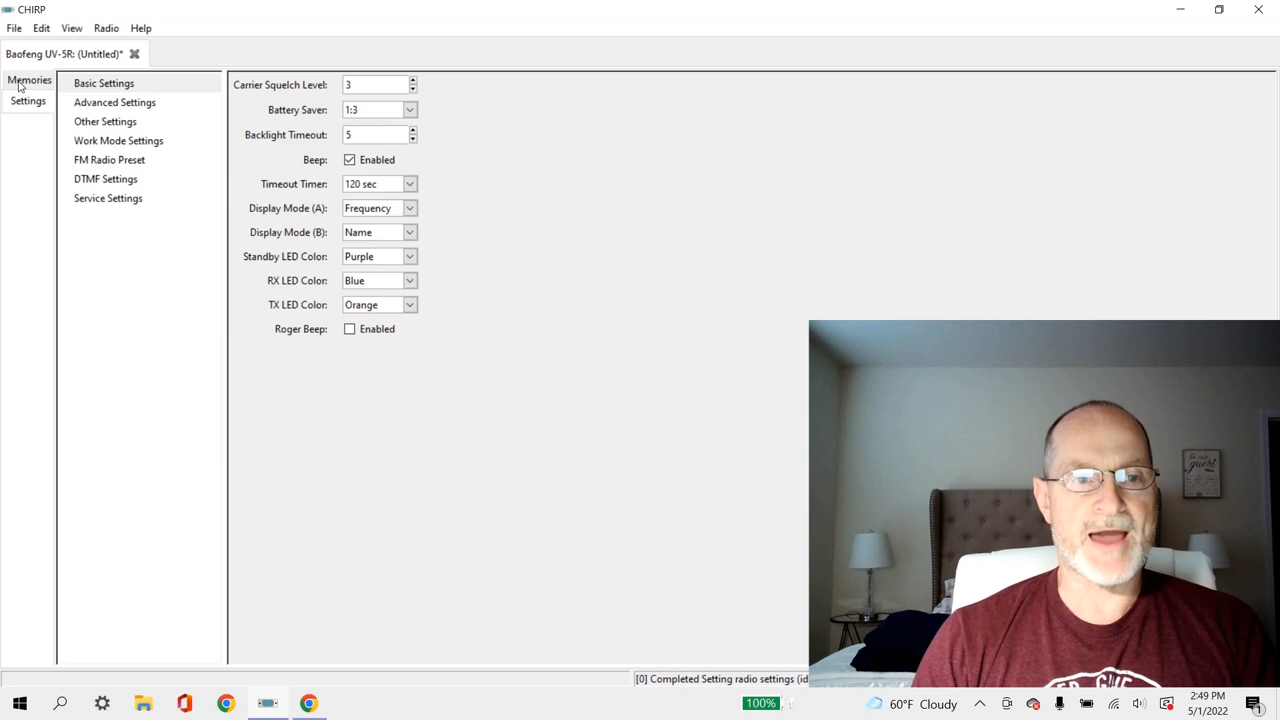 CHIRP
File Edit View Radio Help
Baofeng UV-5R: (Untitled)*
Memories
Settings
Basic Settings
Advanced Settings
Other Settings
Work Mode Settings
FM Radio Preset
DTMF Settings
Service Settings
Carrier Squelch Level: 3
Battery Saver: 1:3
Backlight Timeout: 5
Beep: Enabled
Timeout Timer: 120 sec
Display Mode (A): Frequency
Display Mode (B): Name
Standby LED Color: Purple
RX LED Color: Blue
TX LED Color: Orange
Roger Beep: Enabled
be our
guest
[0] Completed Setting radio settings (id
100%
60°F Cloudy
2:49 PM
5/1/2022
1